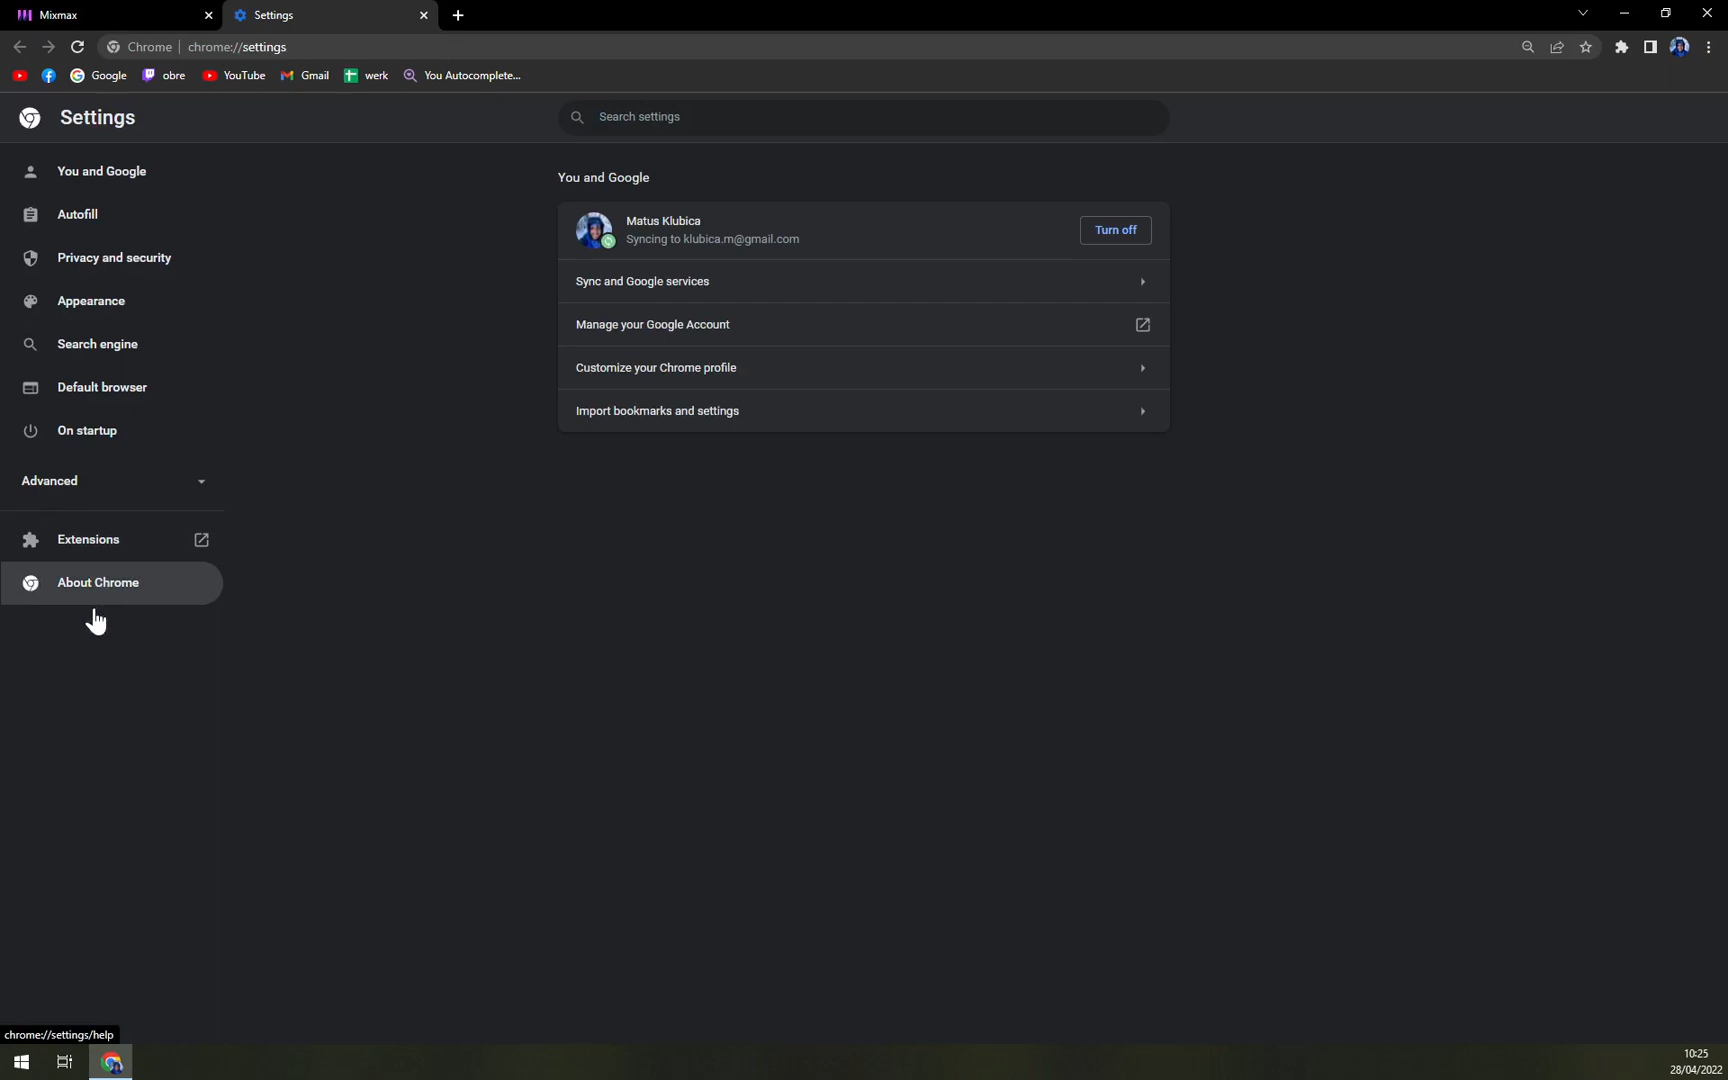 Mixmax
Settings
Chrome | chrome://settings
Google
obre
YouTube
Gmail
werk
You Autocomplete...
Settings
Search settings
You and Google
Autofill
Privacy and security
Appearance
Search engine
Default browser
On startup
Advanced
Extensions
About Chrome
You and Google
Matus Klubica
Syncing to klubica.m@gmail.com
Turn off
Sync and Google services
Manage your Google Account
Customize your Chrome profile
Import bookmarks and settings
chrome://settings/help
10:25
28/04/2022